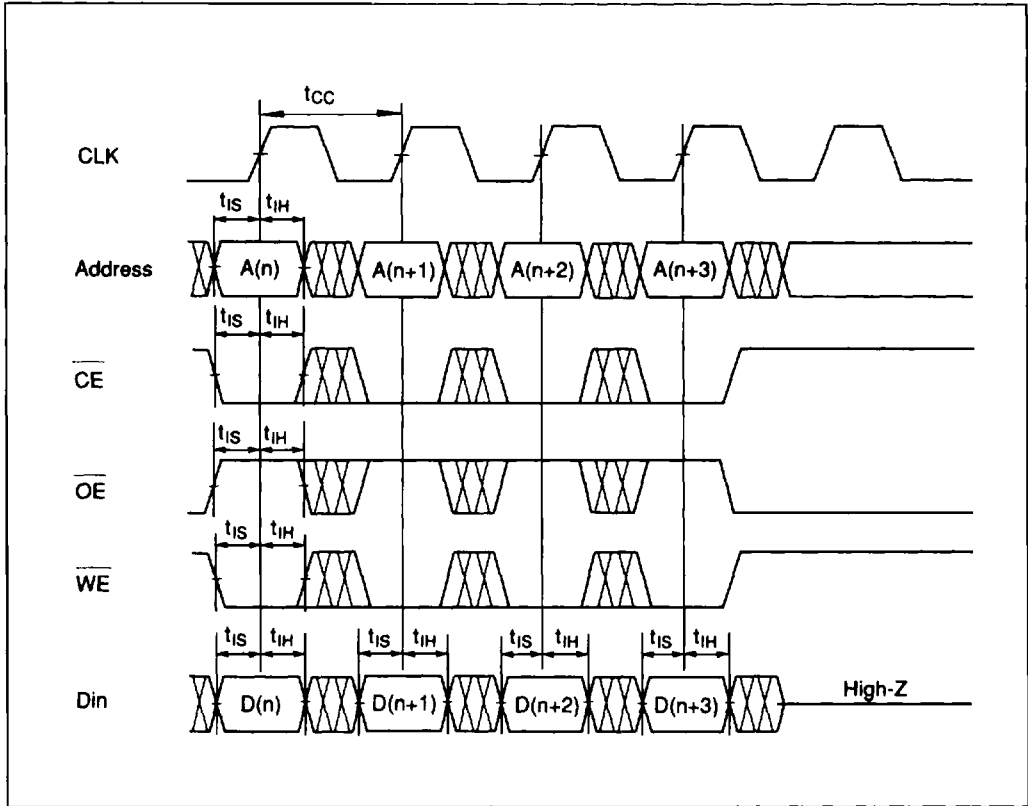 tCC
CLK
tIS tIH
Address A(n) A(n+1) A(n+2) A(n+3)
tIS tIH
CE
tIS tIH
OE
tIS tIH
WE
tIS tIH tIS tIH tIS tIH tIS tIH
Din D(n) D(n+1) D(n+2) D(n+3) High-Z